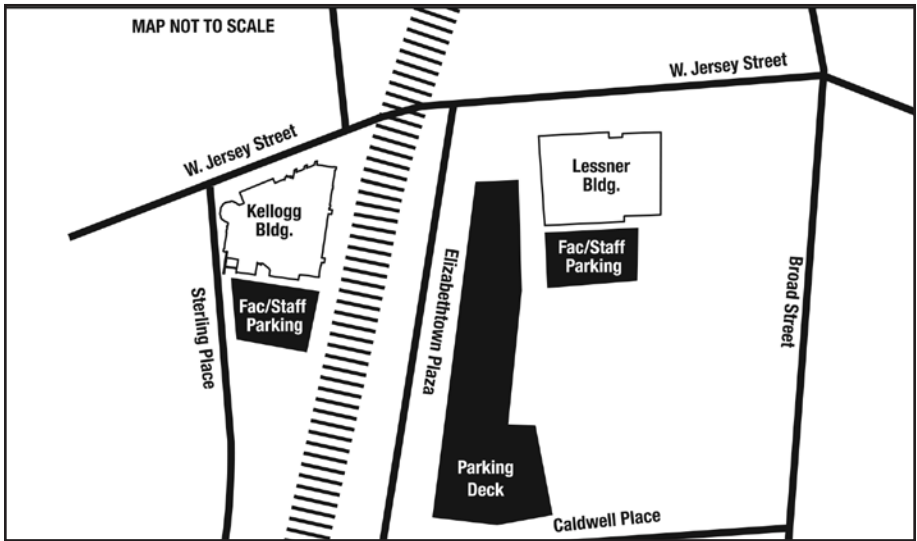 MAP NOT TO SCALE
W. Jersey Street
W. Jersey Street
Lessner
Bldg.
Kellogg
Bldg.
Fac/Staff
Parking
Elizabethtown Plaza
Broad Street
Sterling Place
Fac/Staff
Parking
Parking
Deck
Caldwell Place